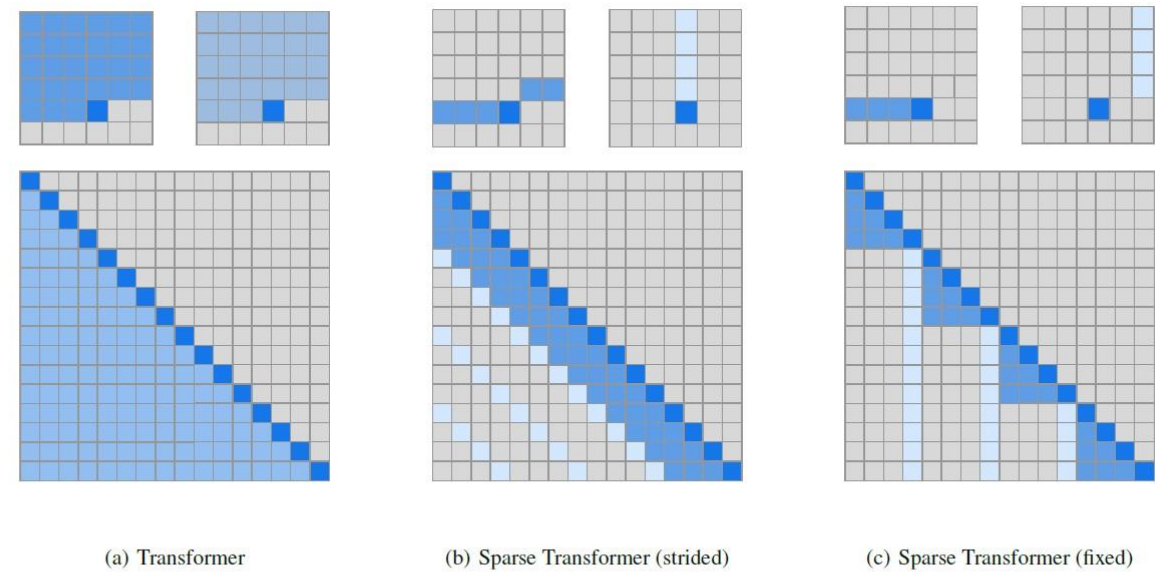 (a) Transformer
(b) Sparse Transformer (strided)
(c) Sparse Transformer (fixed)